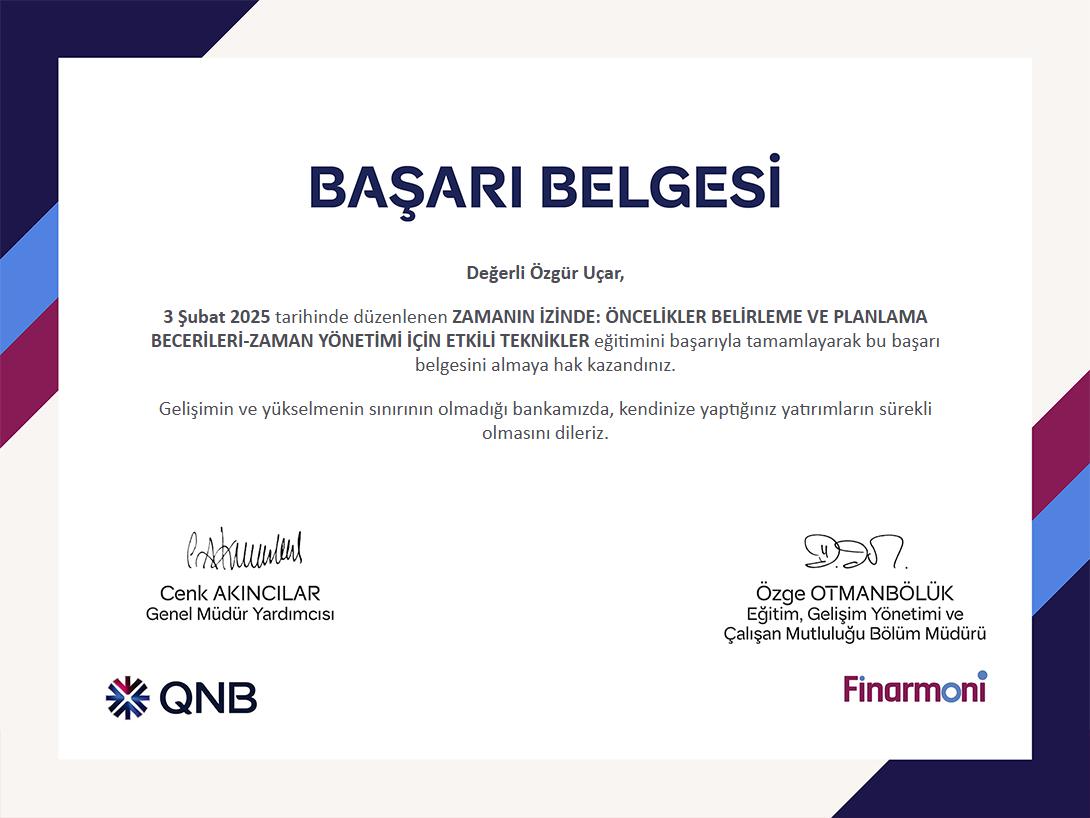 BAŞARI BELGESİ
Değerli Özgür Uçar,
3 Şubat 2025 tarihinde düzenlenen ZAMANIN İZİNDE: ÖNCELİKLER BELİRLEME VE PLANLAMA
BECERİLERİ-ZAMAN YÖNETİMİ İÇİN ETKİLİ TEKNİKLER eğitimini başarıyla tamamlayarak bu başarı
belgesini almaya hak kazandınız.
Gelişimin ve yükselmenin sınırının olmadığı bankamızda, kendinize yaptığınız yatırımların sürekli
olmasını dileriz.
Cenk AKINCILAR
Genel Müdür Yardımcısı
Özge OTMANBÖLÜK
Eğitim, Gelişim Yönetimi ve
Çalışan Mutluluğu Bölüm Müdürü
QNB
Finarmoni